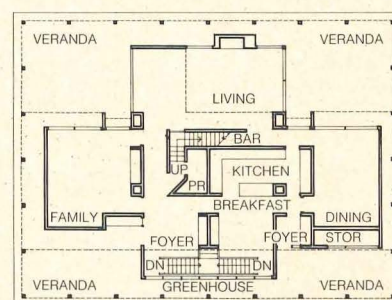 VERANDA VERANDA
LIVING
BAR
UP
KITCHEN
PR
BREAKFAST
FAMILY DINING
FOYER FOYER STOR
DN DN
GREENHOUSE
VERANDA VERANDA